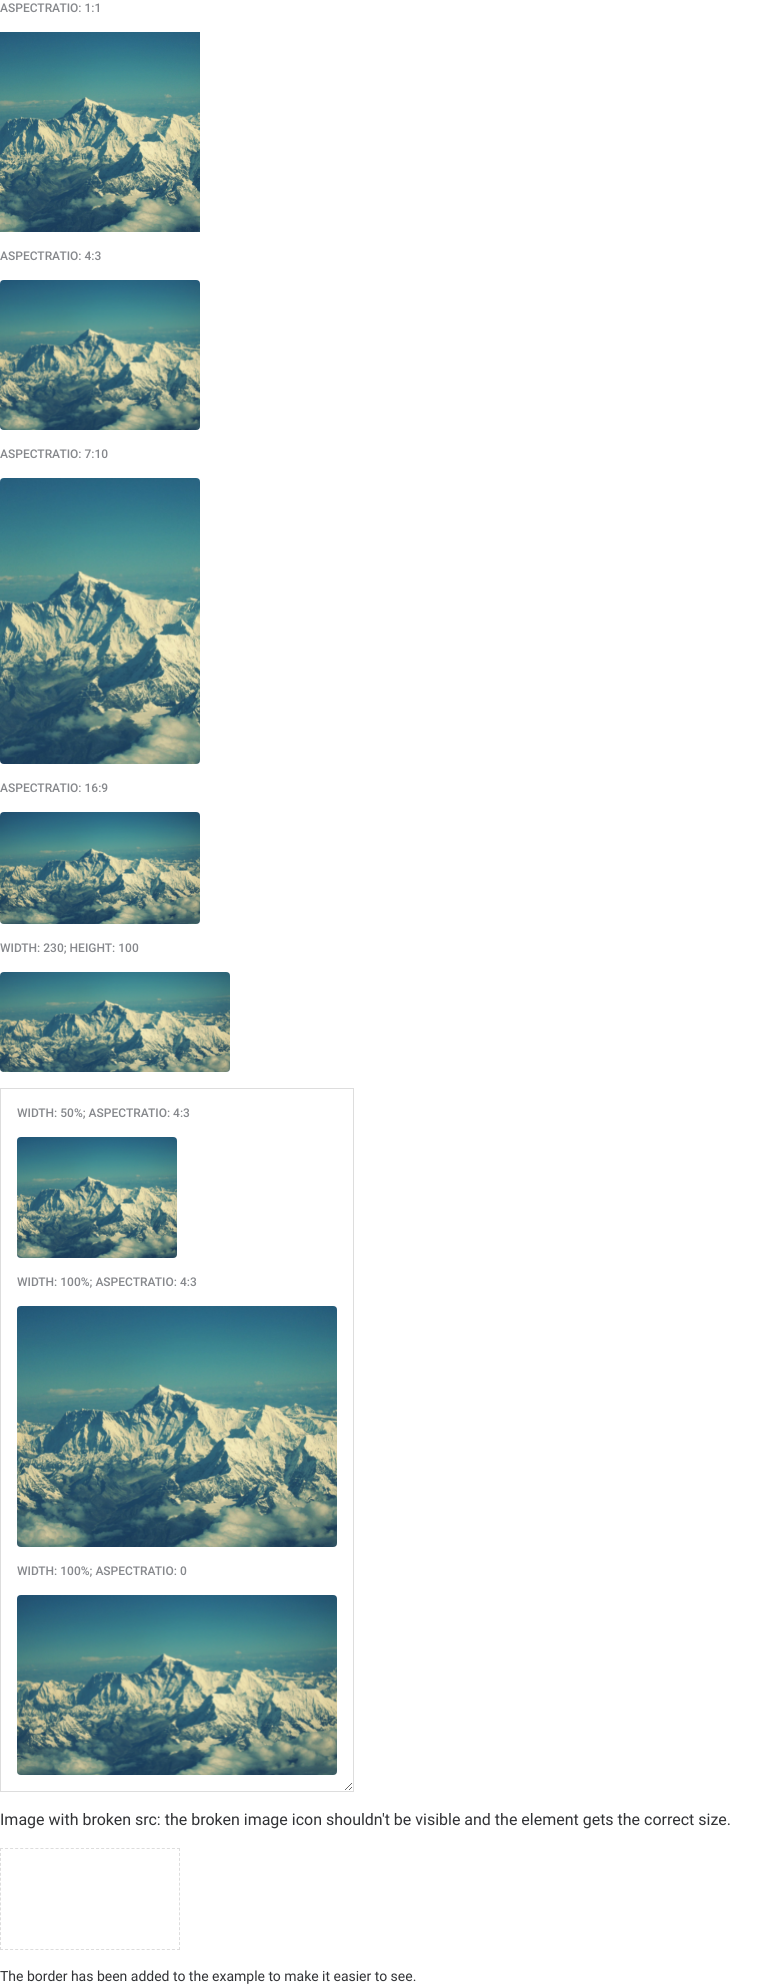 ASPECTRATIO: 1:1
ASPECTRATIO: 4:3
ASPECTRATIO: 7:10
ASPECTRATIO: 16:9
WIDTH: 230; HEIGHT: 100
WIDTH: 50%; ASPECTRATIO: 4:3
WIDTH: 100%; ASPECTRATIO: 4:3
WIDTH: 100%; ASPECTRATIO: 0
Image with broken src: the broken image icon shouldn't be visible and the element gets the correct size.
The border has been added to the example to make it easier to see.